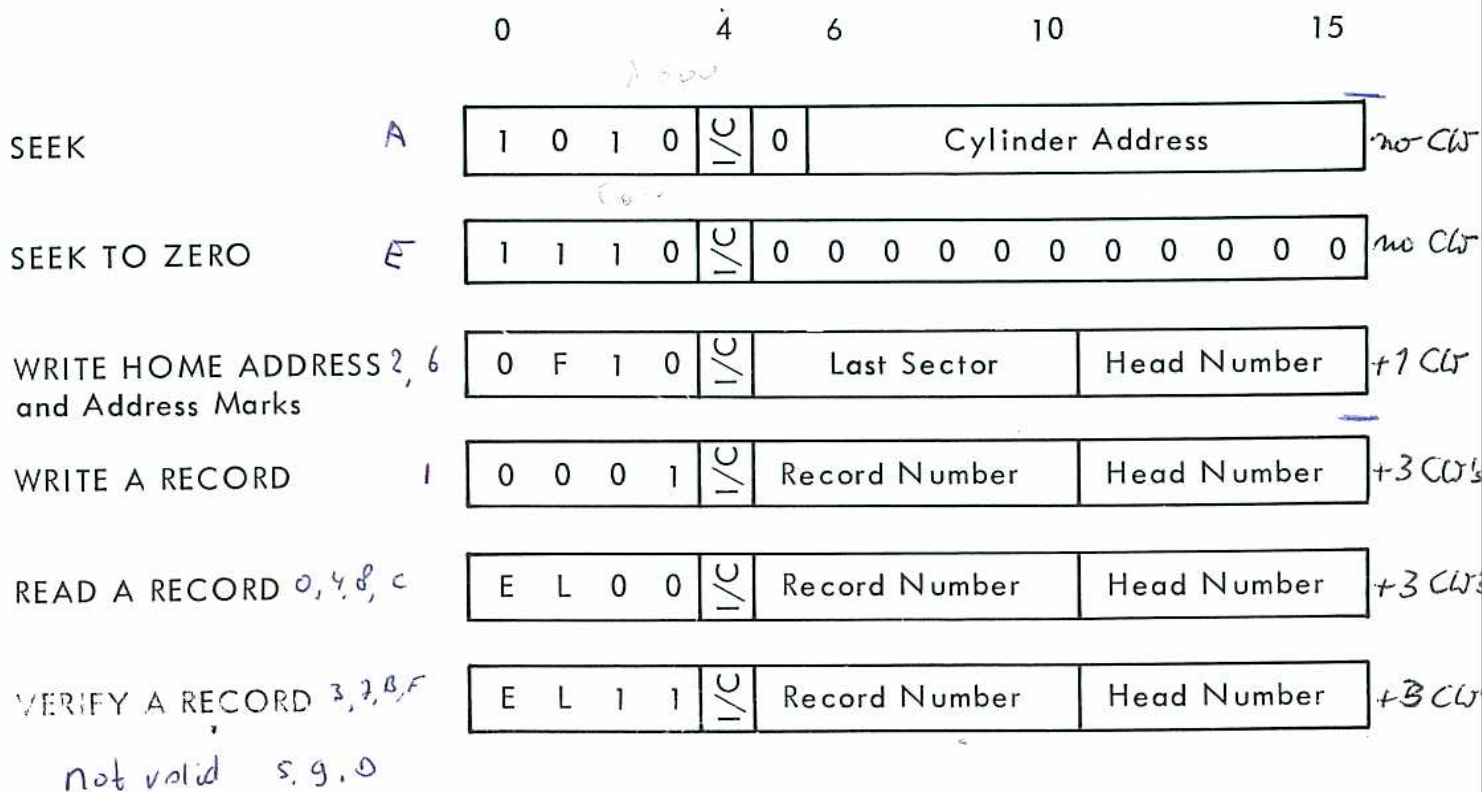 0 4 6 10 15
SEEK A 1 0 1 0 I/C 0 Cylinder Address no CW
SEEK TO ZERO E 1 1 1 0 I/C 0 0 0 0 0 0 0 0 0 0 0 no CW
WRITE HOME ADDRESS 2, 6 0 F 1 0 I/C Last Sector Head Number +1 CW
and Address Marks
WRITE A RECORD 1 0 0 0 1 I/C Record Number Head Number +3 CW's
READ A RECORD 0, 4, 8, C E L 0 0 I/C Record Number Head Number +3 CW's
VERIFY A RECORD 3, 7, B, F E L 1 1 I/C Record Number Head Number +3 CW
not valid 5, 9, D